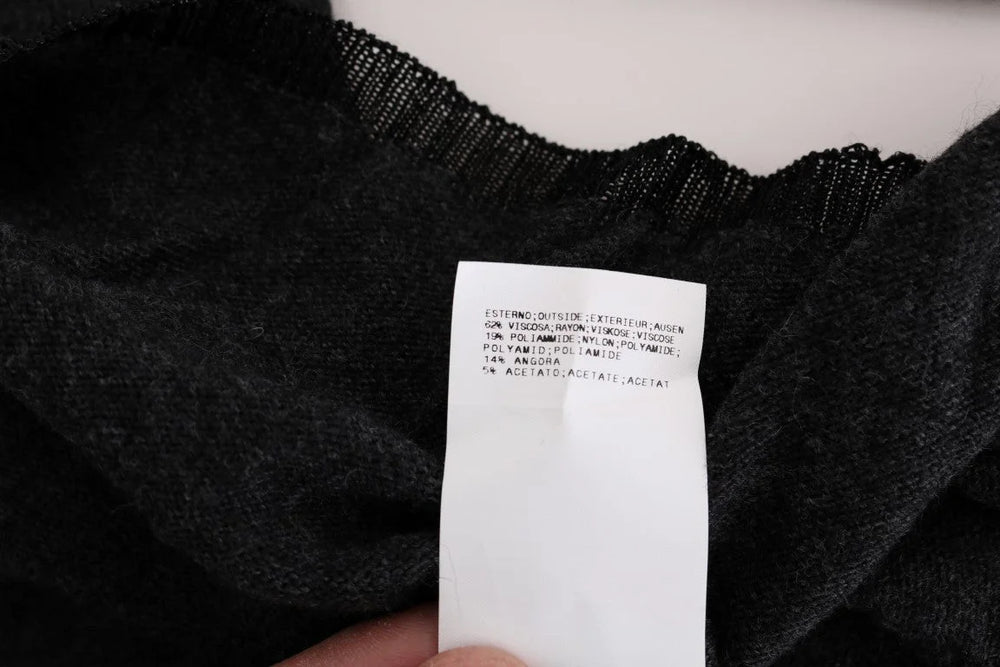 ESTERNO;OUTSIDE;EXTERIEUR;AUSEN
62% VISCOSA;RAYON;VISKOSE;VISCOSE
19% POLIAMMIDE;NYLON;POLYAMIDE;
POLYAMID;POLIAMIDE
14% ANGORA
5% ACETATO;ACETATE;ACETAT